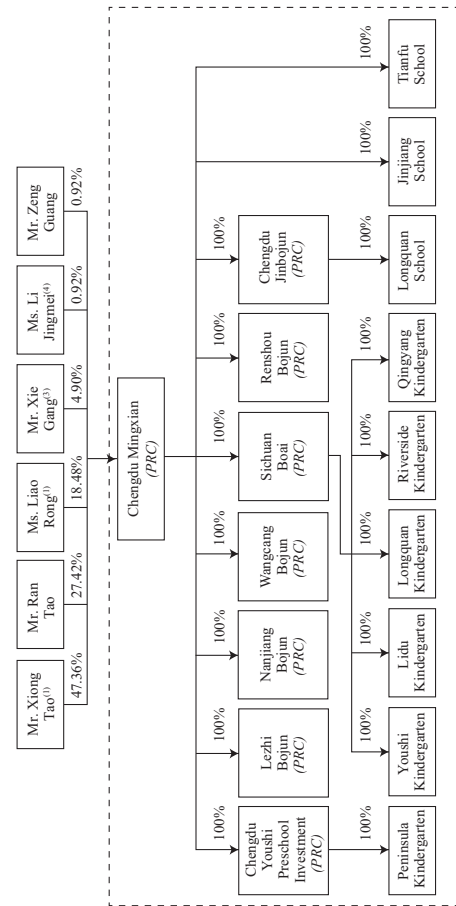 Mr. Xiong
Tao(1)
Mr. Ran
Tao
Ms. Liao
Rong(1)
Mr. Xie
Gang(3)
Ms. Li
Jingmei(4)
Mr. Zeng
Guang
47.36%
27.42%
18.48%
4.90%
0.92%
0.92%
Chengdu Mingxian
(PRC)
100%
100%
100%
100%
100%
100%
100%
100%
100%
Chengdu
Youshi
Preschool
Investment
(PRC)
Lezhi
Bojun
(PRC)
Nanjiang
Bojun
(PRC)
Wangcang
Bojun
(PRC)
Sichuan
Boai
(PRC)
Renshou
Bojun
(PRC)
Chengdu
Jinbojun
(PRC)
100%
100%
100%
100%
100%
100%
100%
Peninsula
Kindergarten
Youshi
Kindergarten
Lidu
Kindergarten
Longquan
Kindergarten
Riverside
Kindergarten
Qingyang
Kindergarten
Longquan
School
Jinjiang
School
Tianfu
School